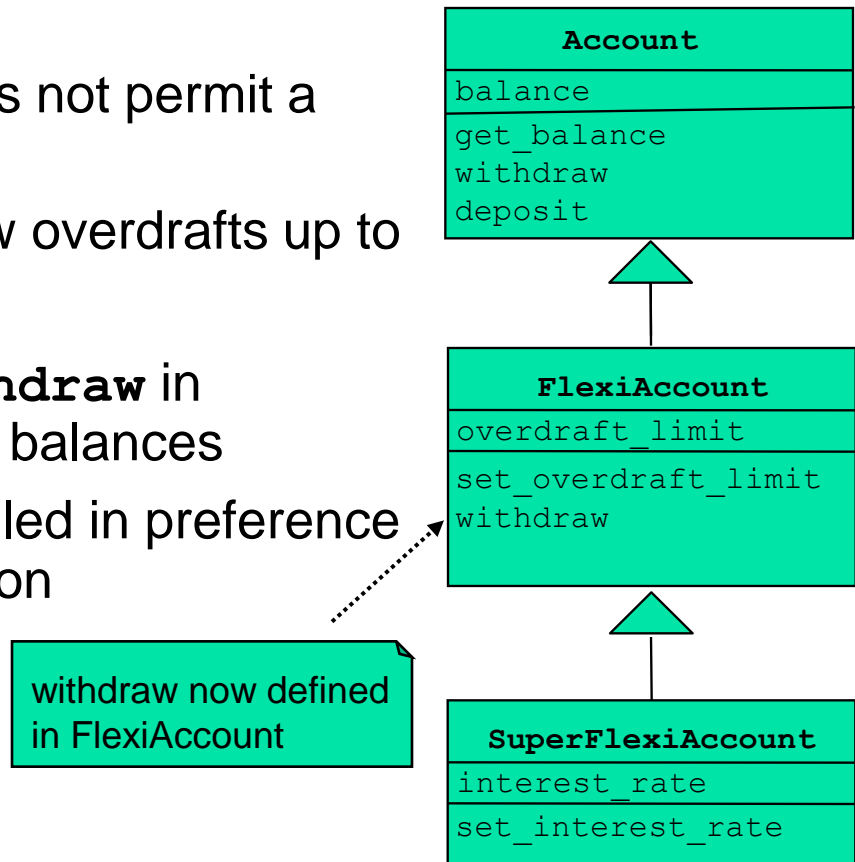 s not permit a
w overdrafts up to
hdraw in
balances
led in preference
on
withdraw now defined
in FlexiAccount
Account
balance
get_balance
withdraw
deposit
FlexiAccount
overdraft_limit
set_overdraft_limit
withdraw
SuperFlexiAccount
interest_rate
set_interest_rate